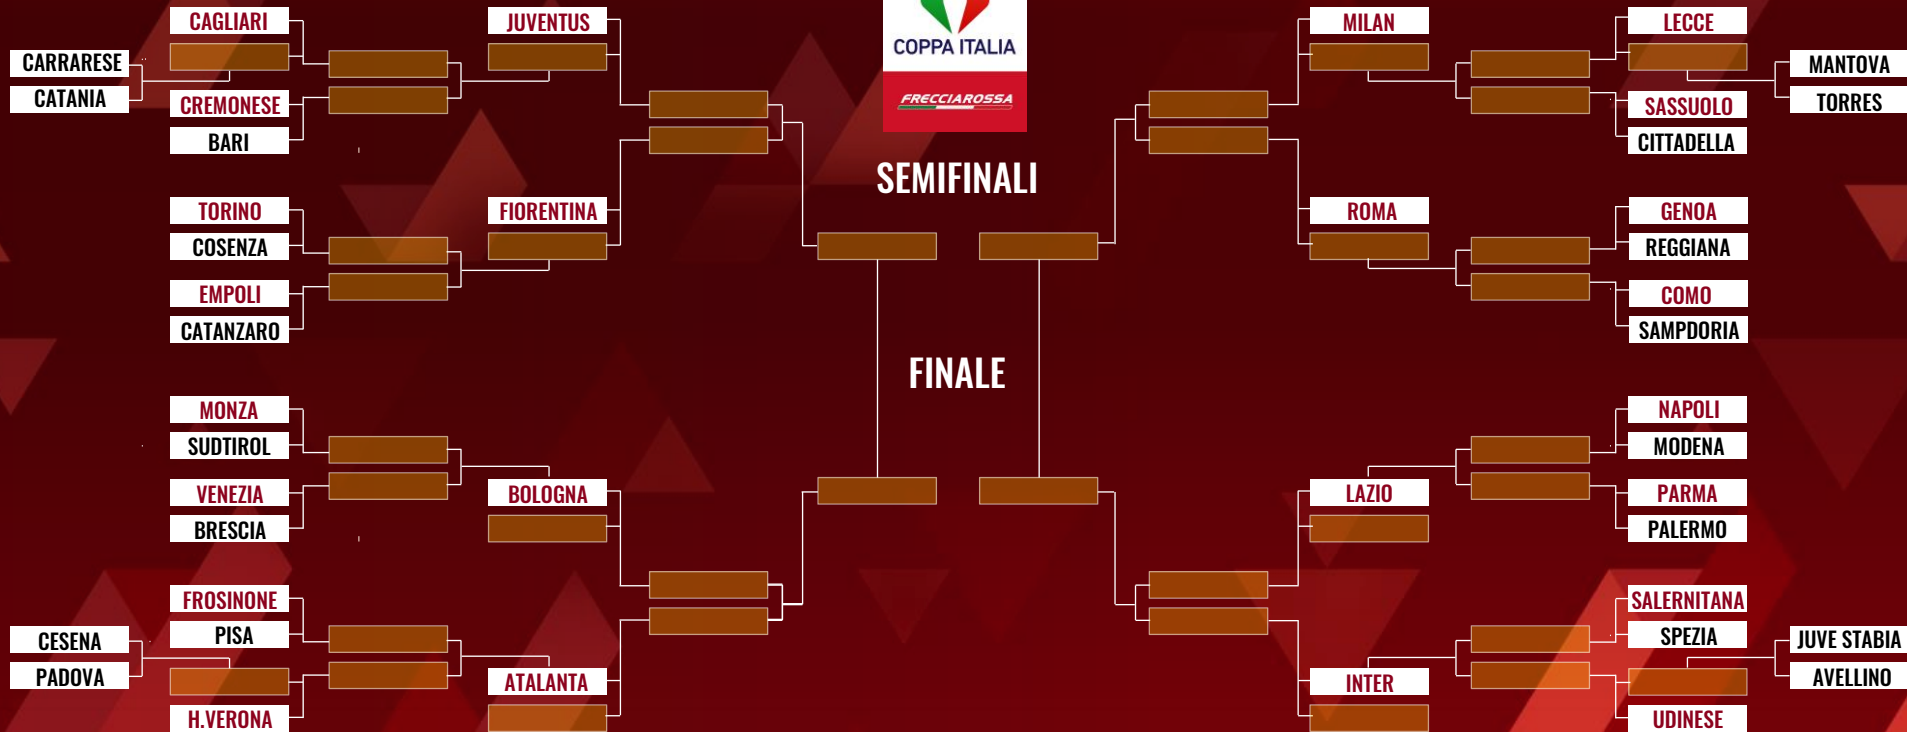 CAGLIARI
CARRARESE
CATANIA
CREMONESE
BARI
TORINO
COSENZA
EMPOLI
CATANZARO
MONZA
SUDTIROL
VENEZIA
BRESCIA
FROSINONE
PISA
CESENA
PADOVA
H.VERONA
JUVENTUS
FIORENTINA
BOLOGNA
ATALANTA
COPPA ITALIA
FRECCIAROSSA
SEMIFINALI
FINALE
MILAN
ROMA
LAZIO
INTER
LECCE
MANTOVA
TORRES
SASSUOLO
CITTADELLA
GENOA
REGGIANA
COMO
SAMPDORIA
NAPOLI
MODENA
PARMA
PALERMO
SALERNITANA
SPEZIA
JUVE STABIA
AVELLINO
UDINESE